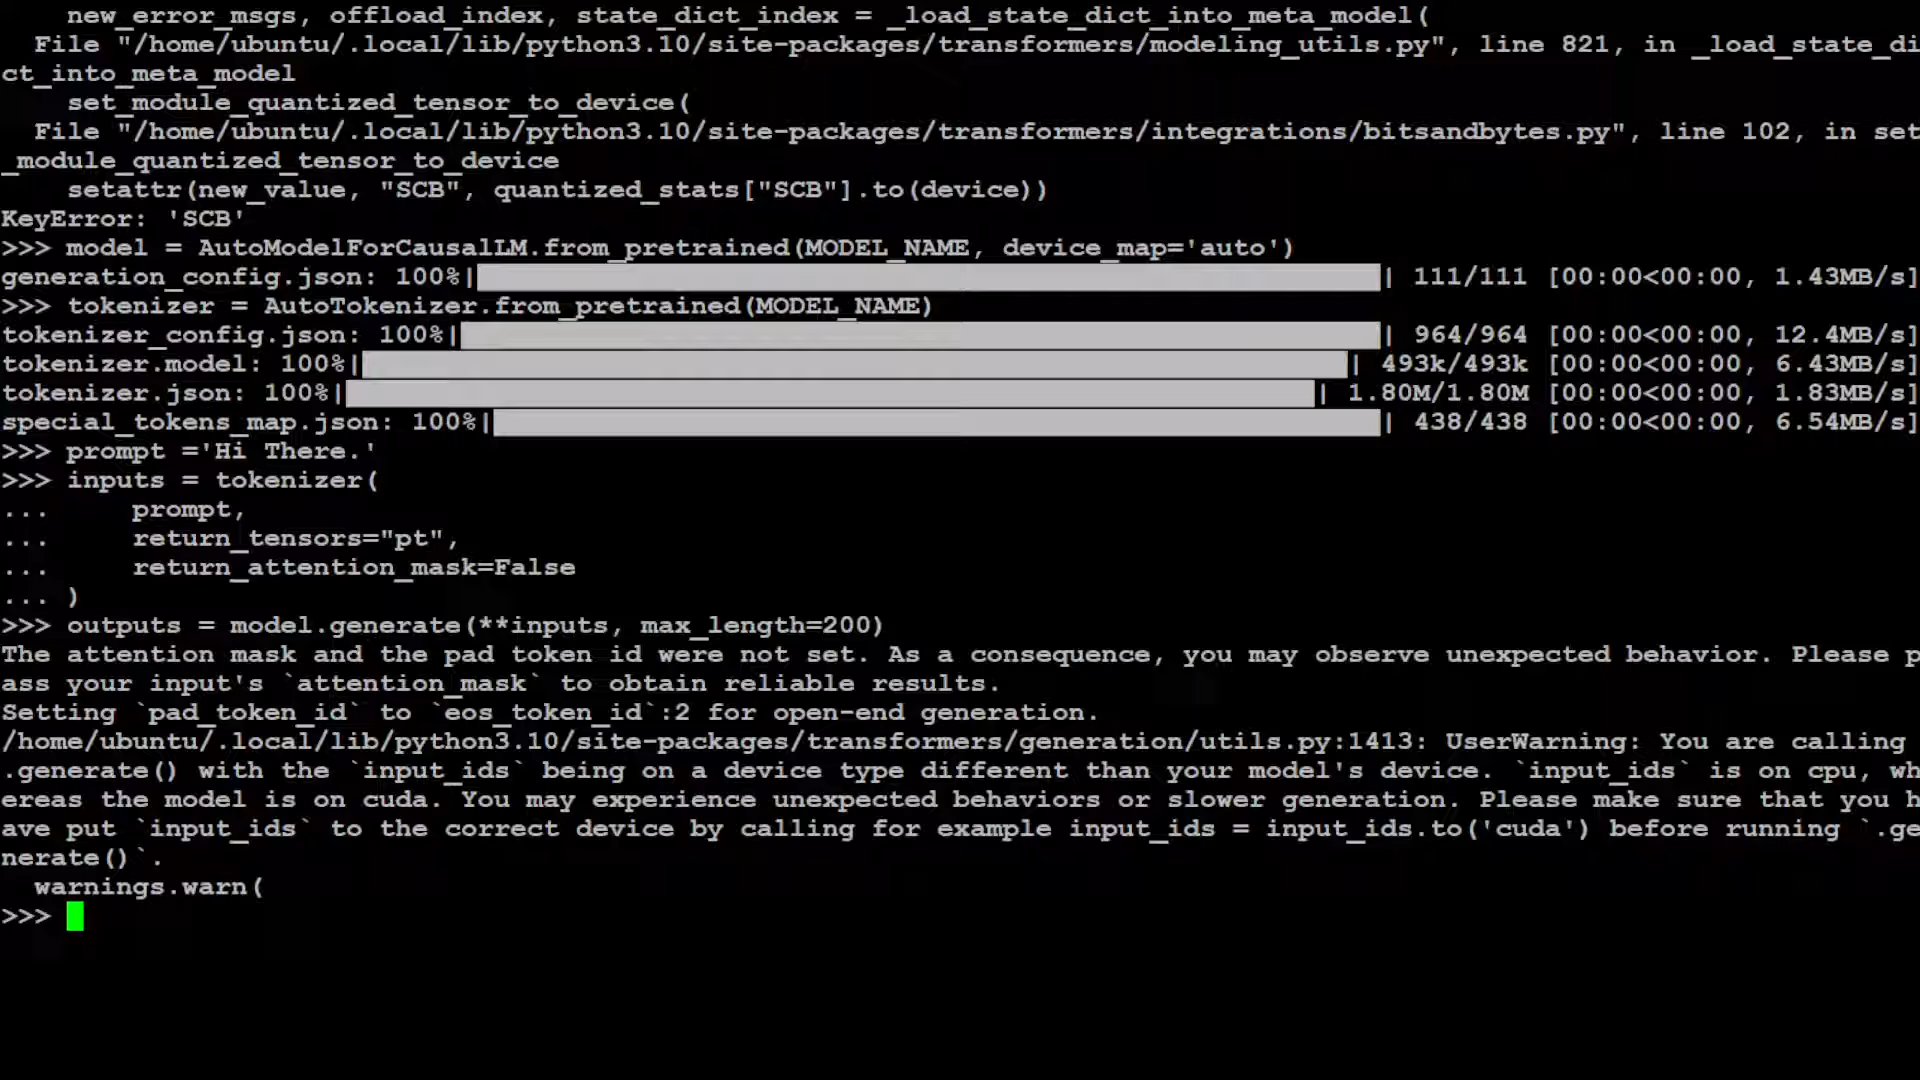 new_error_msgs, offload_index, state_dict_index = _load_state_dict_into_meta_model(
  File "/home/ubuntu/.local/lib/python3.10/site-packages/transformers/modeling_utils.py", line 821, in _load_state_di
ct_into_meta_model
    set_module_quantized_tensor_to_device(
  File "/home/ubuntu/.local/lib/python3.10/site-packages/transformers/integrations/bitsandbytes.py", line 102, in set
_module_quantized_tensor_to_device
    setattr(new_value, "SCB", quantized_stats["SCB"].to(device))
KeyError: 'SCB'
>>> model = AutoModelForCausalLM.from_pretrained(MODEL_NAME, device_map='auto')
generation_config.json: 100%| | 111/111 [00:00<00:00, 1.43MB/s]
>>> tokenizer = AutoTokenizer.from_pretrained(MODEL_NAME)
tokenizer_config.json: 100%| | 964/964 [00:00<00:00, 12.4MB/s]
tokenizer.model: 100%| | 493k/493k [00:00<00:00, 6.43MB/s]
tokenizer.json: 100%| | 1.80M/1.80M [00:00<00:00, 1.83MB/s]
special_tokens_map.json: 100%| | 438/438 [00:00<00:00, 6.54MB/s]
>>> prompt ='Hi There.'
>>> inputs = tokenizer(
...     prompt,
...     return_tensors="pt",
...     return_attention_mask=False
... )
>>> outputs = model.generate(**inputs, max_length=200)
The attention mask and the pad token id were not set. As a consequence, you may observe unexpected behavior. Please p
ass your input's `attention_mask` to obtain reliable results.
Setting `pad_token_id` to `eos_token_id`:2 for open-end generation.
/home/ubuntu/.local/lib/python3.10/site-packages/transformers/generation/utils.py:1413: UserWarning: You are calling
.generate() with the `input_ids` being on a device type different than your model's device. `input_ids` is on cpu, wh
ereas the model is on cuda. You may experience unexpected behaviors or slower generation. Please make sure that you h
ave put `input_ids` to the correct device by calling for example input_ids = input_ids.to('cuda') before running `.ge
nerate()`.
  warnings.warn(
>>>